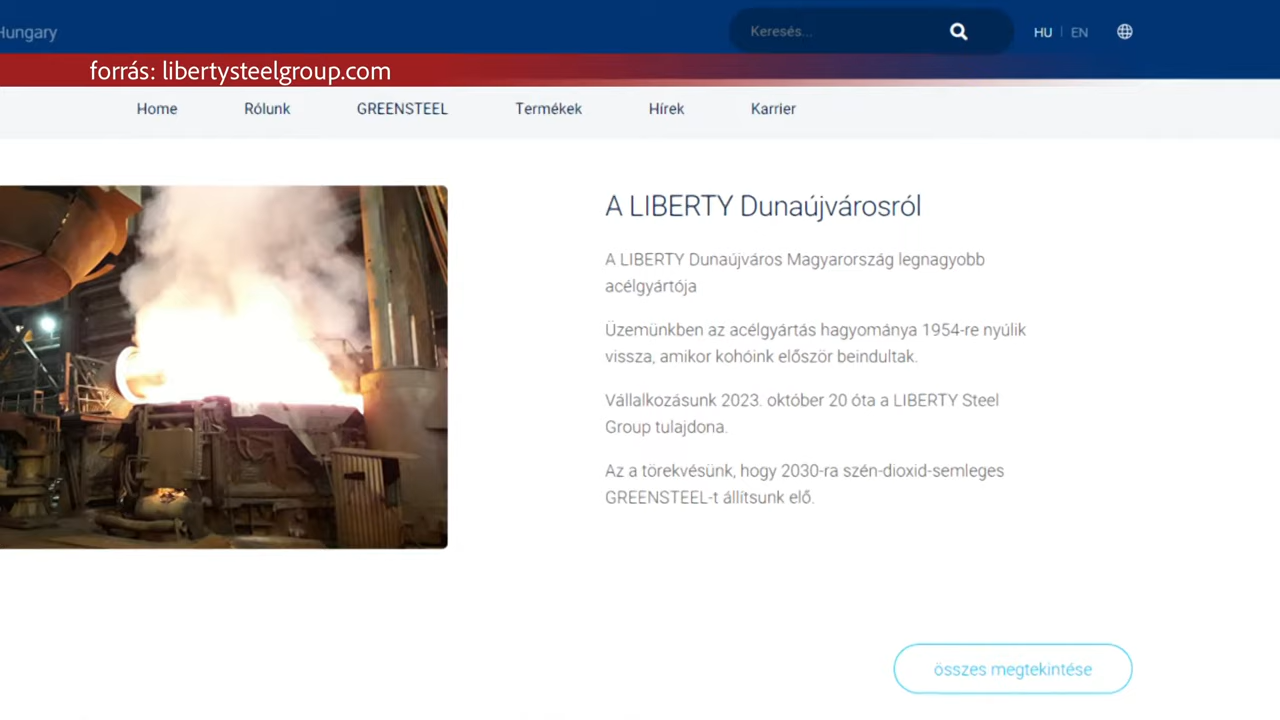 Hungary
Keresés...
HU | EN
forrás: libertysteelgroup.com
Home Rólunk GREENSTEEL Termékek Hírek Karrier
A LIBERTY Dunaújvárosról
A LIBERTY Dunaújváros Magyarország legnagyobb
acélgyártója
Üzemünkben az acélgyártás hagyománya 1954-re nyúlik
vissza, amikor kohóink először beindultak.
Vállalkozásunk 2023. október 20 óta a LIBERTY Steel
Group tulajdona.
Az a törekvésünk, hogy 2030-ra szén-dioxid-semleges
GREENSTEEL-t állítsunk elő.
összes megtekintése